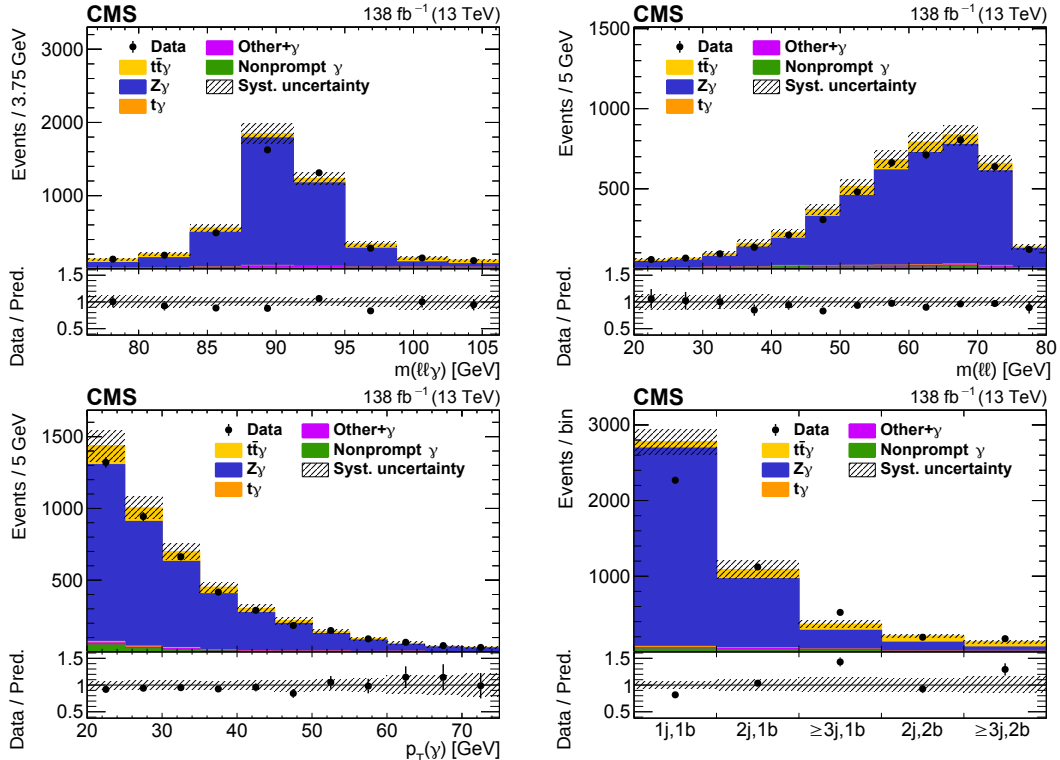 CMS 138 fb⁻¹ (13 TeV)
Events / 3.75 GeV
3000
2000
1000
Data
tt̄γ
Zγ
tγ
Other+γ
Nonprompt γ
Syst. uncertainty
Data / Pred.
1.5
1
0.5
80 85 90 95 100 105
m(ℓℓγ) [GeV]
CMS 138 fb⁻¹ (13 TeV)
Events / 5 GeV
1500
1000
500
Data
tt̄γ
Zγ
tγ
Other+γ
Nonprompt γ
Syst. uncertainty
Data / Pred.
1.5
1
0.5
20 30 40 50 60 70 80
m(ℓℓ) [GeV]
CMS 138 fb⁻¹ (13 TeV)
Events / 5 GeV
1500
1000
500
Data
tt̄γ
Zγ
tγ
Other+γ
Nonprompt γ
Syst. uncertainty
Data / Pred.
1.5
1
0.5
20 30 40 50 60 70
p_T(γ) [GeV]
CMS 138 fb⁻¹ (13 TeV)
Events / bin
3000
2000
1000
Data
tt̄γ
Zγ
tγ
Other+γ
Nonprompt γ
Syst. uncertainty
Data / Pred.
1.5
1
0.5
1j,1b 2j,1b ≥3j,1b 2j,2b ≥3j,2b